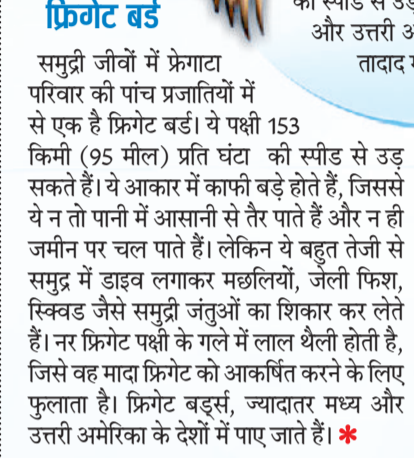 फ्रिगेट बर्ड
और उत्तरी
तादाद
समुद्री जीवों में फ्रेगाटा
परिवार की पांच प्रजातियों में
से एक है फ्रिगेट बर्ड। ये पक्षी 153
किमी (95 मील) प्रति घंटा की स्पीड से उड़
सकते हैं। ये आकार में काफी बड़े होते हैं, जिससे
ये न तो पानी में आसानी से तैर पाते हैं और न ही
जमीन पर चल पाते हैं। लेकिन ये बहुत तेजी से
समुद्र में डाइव लगाकर मछलियों, जेली फिश,
स्क्विड जैसे समुद्री जंतुओं का शिकार कर लेते
हैं। नर फ्रिगेट पक्षी के गले में लाल थैली होती है,
जिसे वह मादा फ्रिगेट को आकर्षित करने के लिए
फुलाता है। फ्रिगेट बर्ड्स, ज्यादातर मध्य और
उत्तरी अमेरिका के देशों में पाए जाते हैं।